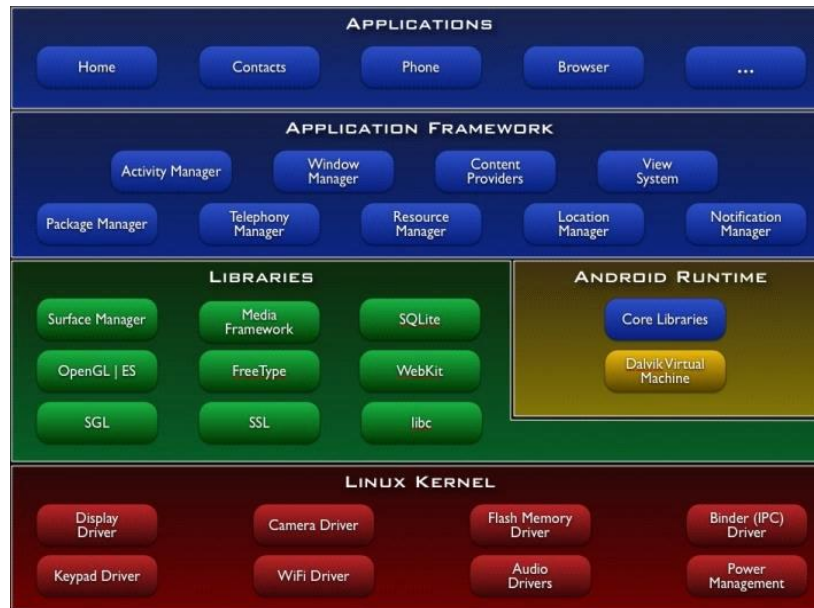 APPLICATIONS
Home
Contacts
Phone
Browser
...
APPLICATION FRAMEWORK
Activity Manager
Window
Manager
Content
Providers
View
System
Package Manager
Telephony
Manager
Resource
Manager
Location
Manager
Notification
Manager
LIBRARIES
Surface Manager
Media
Framework
SQLite
OpenGL | ES
FreeType
WebKit
SGL
SSL
libc
ANDROID RUNTIME
Core Libraries
Dalvik Virtual
Machine
LINUX KERNEL
Display
Driver
Camera Driver
Flash Memory
Driver
Binder (IPC)
Driver
Keypad Driver
WiFi Driver
Audio
Drivers
Power
Management